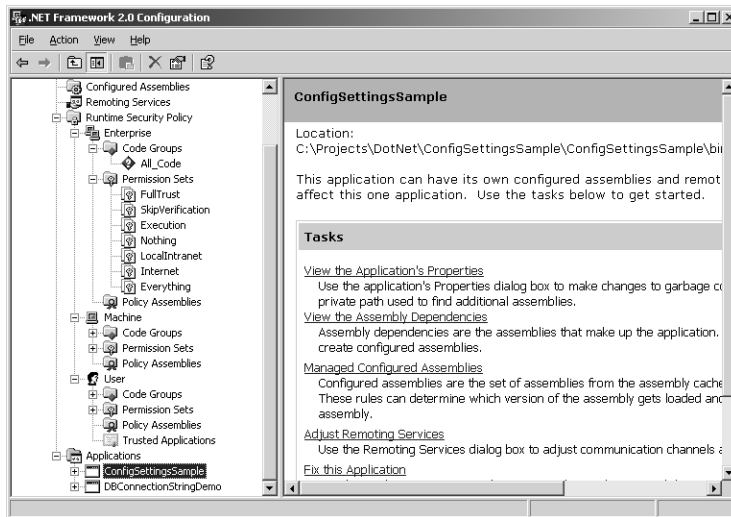 .NET Framework 2.0 Configuration
File Action View Help
Configured Assemblies
Remoting Services
Runtime Security Policy
Enterprise
Code Groups
All_Code
Permission Sets
FullTrust
SkipVerification
Execution
Nothing
LocalIntranet
Internet
Everything
Policy Assemblies
Machine
Code Groups
Permission Sets
Policy Assemblies
User
Code Groups
Permission Sets
Policy Assemblies
Trusted Applications
Applications
ConfigSettingsSample
DBConnectionStringDemo
ConfigSettingsSample
Location:
C:\Projects\DotNet\ConfigSettingsSample\ConfigSettingsSample\bin
This application can have its own configured assemblies and remot
affect this one application. Use the tasks below to get started.
Tasks
View the Application's Properties
Use the application's Properties dialog box to make changes to garbage co
private path used to find additional assemblies.
View the Assembly Dependencies
Assembly dependencies are the assemblies that make up the application.
create configured assemblies.
Managed Configured Assemblies
Configured assemblies are the set of assemblies from the assembly cache
These rules can determine which version of the assembly gets loaded and
assembly.
Adjust Remoting Services
Use the Remoting Services dialog box to adjust communication channels a
Fix this Application